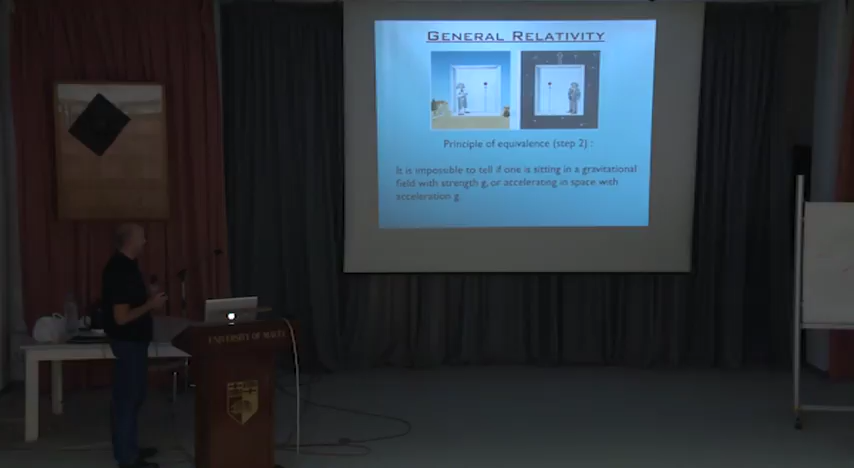 GENERAL RELATIVITY
Principle of equivalence (step 2) :
It is impossible to tell if one is sitting in a gravitational
field with strength g, or accelerating in space with
acceleration g.
UNIVERSITY OF MALTA